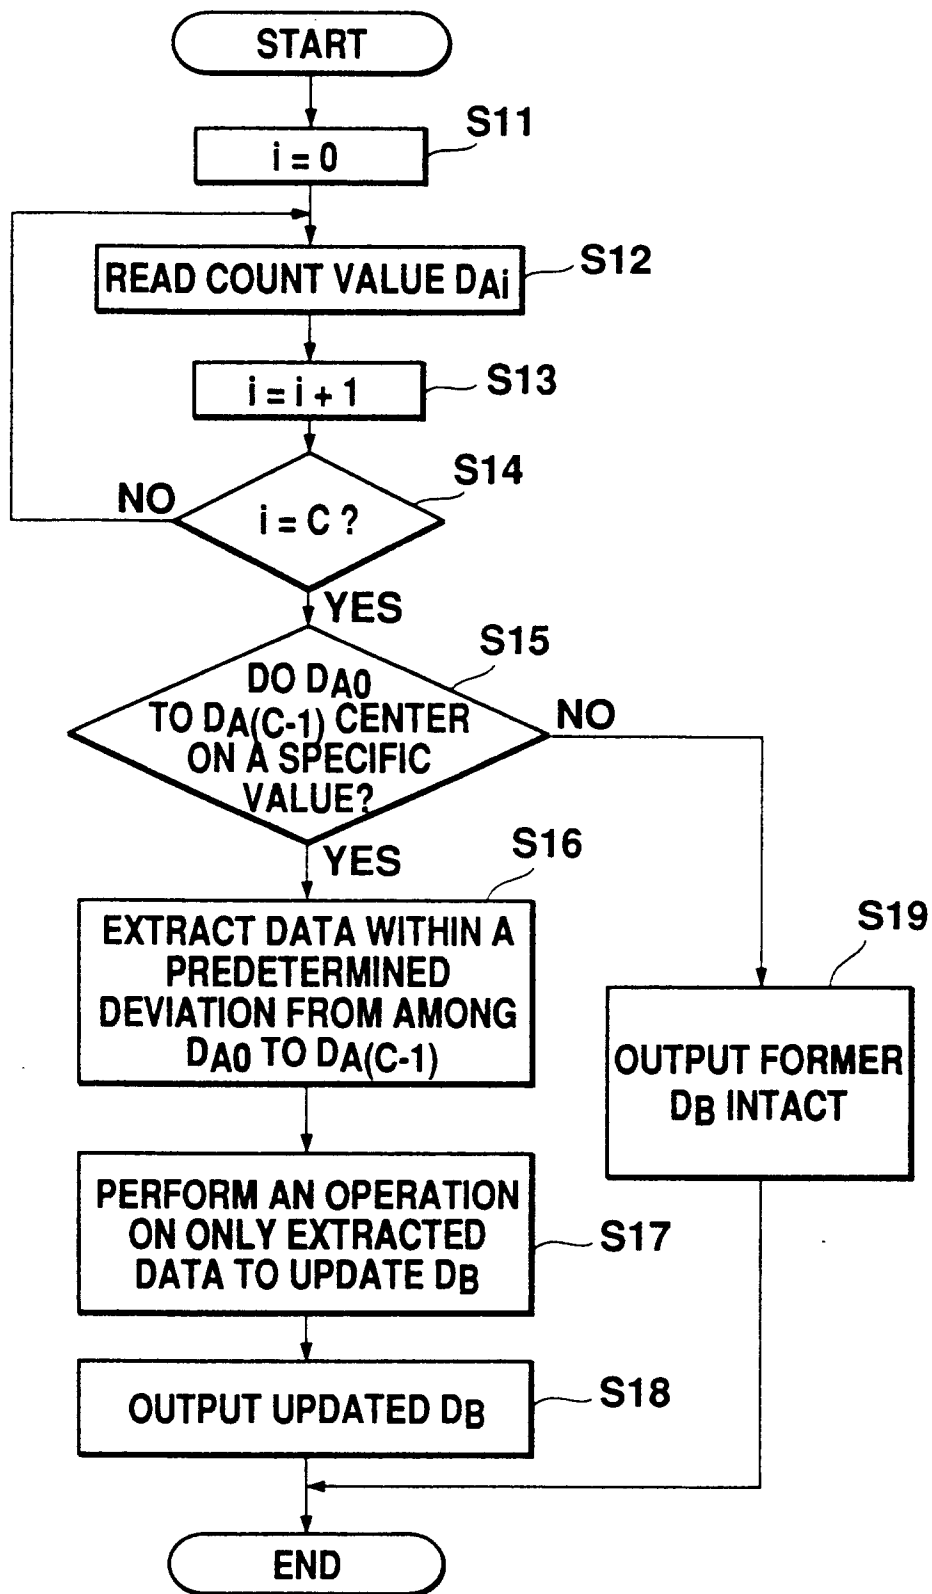 START
S11
i = 0
S12
READ COUNT VALUE DAi
S13
i = i + 1
S14
NO
i = C ?
YES
S15
DO DA0
TO DA(C-1) CENTER
ON A SPECIFIC
VALUE?
NO
YES
S16
EXTRACT DATA WITHIN A
PREDETERMINED
DEVIATION FROM AMONG
DA0 TO DA(C-1)
S19
OUTPUT FORMER
DB INTACT
PERFORM AN OPERATION
ON ONLY EXTRACTED
DATA TO UPDATE DB
S17
OUTPUT UPDATED DB
S18
END